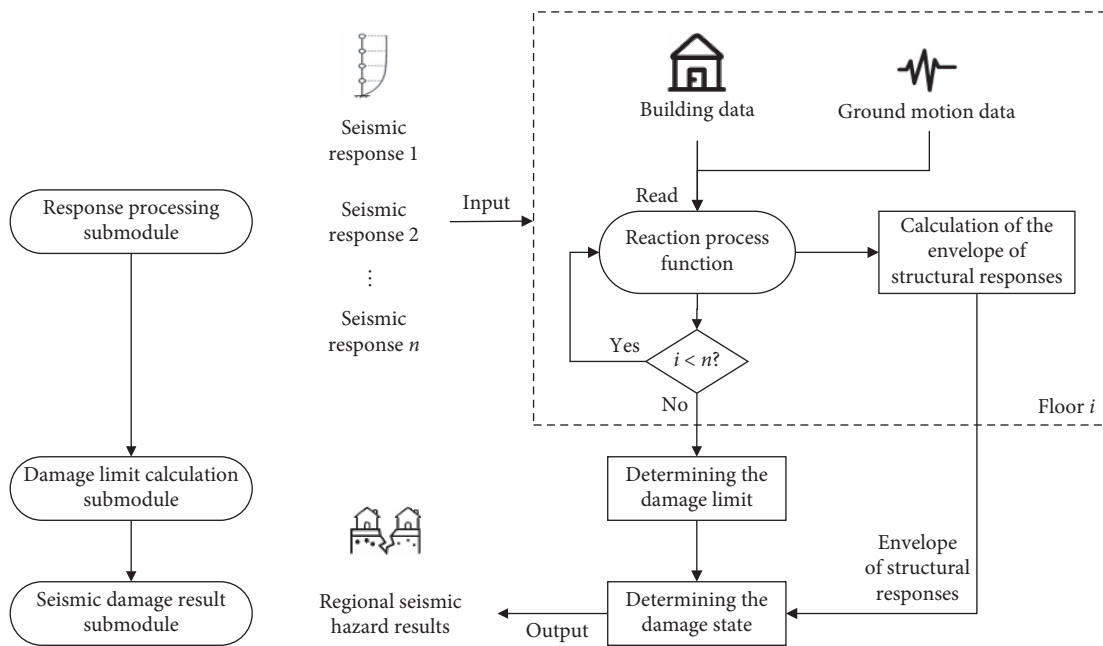 Response processing
submodule
Damage limit calculation
submodule
Seismic damage result
submodule
Seismic
response 1
Seismic
response 2
⋮
Seismic
response n
Input
Building data
Ground motion data
Read
Reaction process
function
Calculation of the
envelope of
structural responses
Yes
i < n?
No
Floor i
Determining the
damage limit
Envelope
of structural
responses
Determining the
damage state
Output
Regional seismic
hazard results